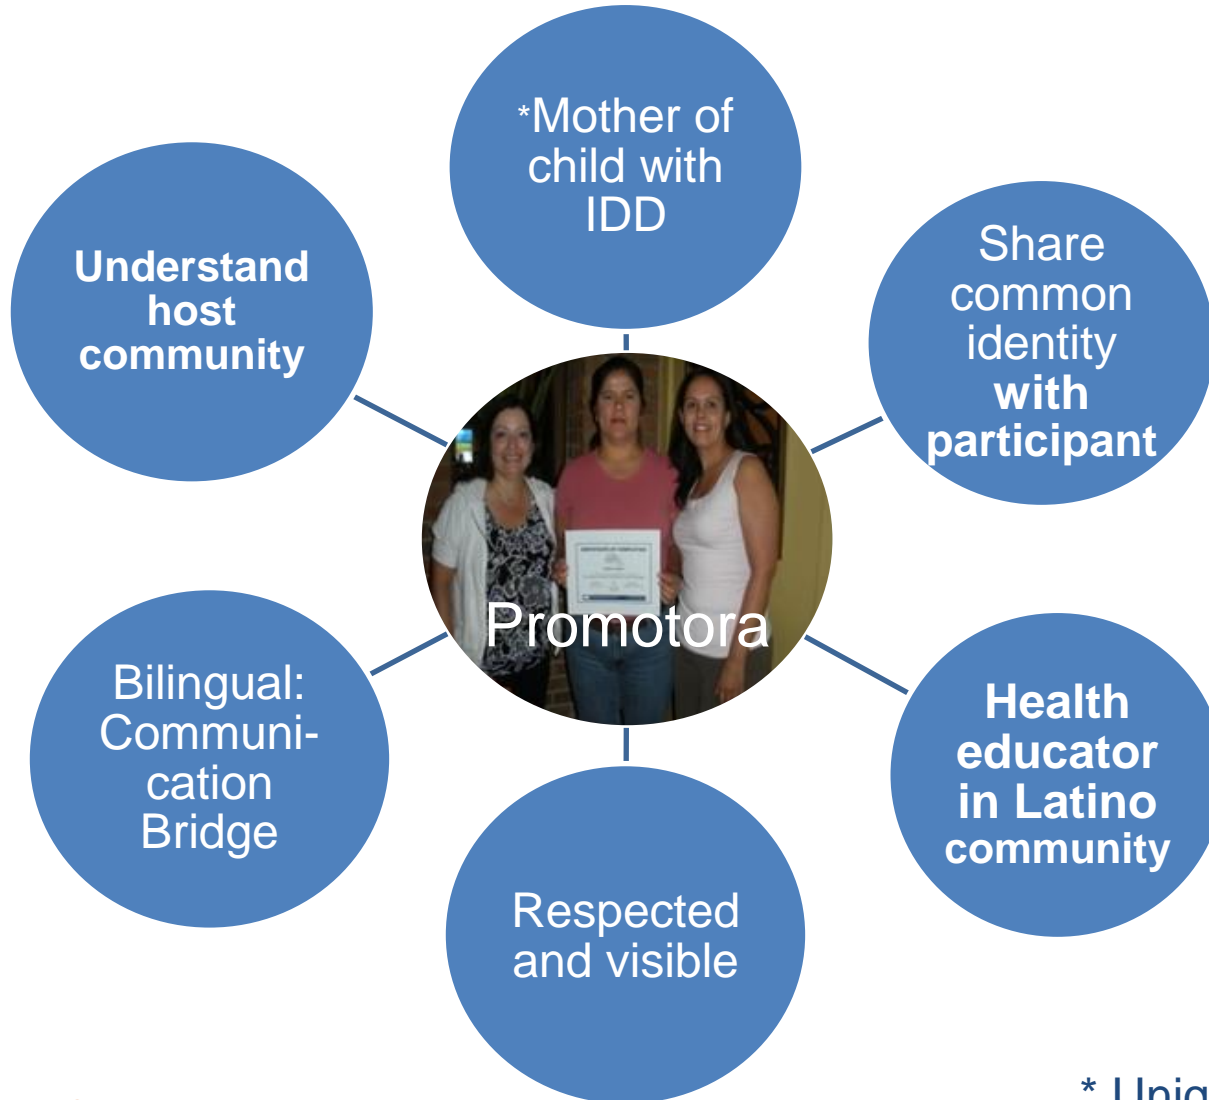 *Mother of
child with
IDD
Share
common
identity
with
participant
Health
educator
in Latino
community
Respected
and visible
Bilingual:
Communi-
cation
Bridge
Understand
host
community
Promotora
*